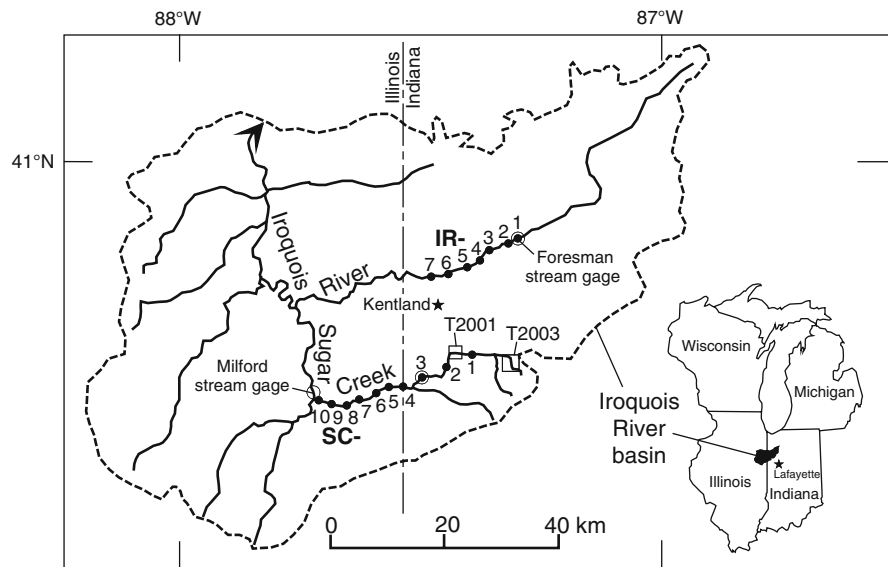 88°W
87°W
41°N
Illinois
Indiana
Iroquois
River
IR-
1
2
3
4
5
6
7
Foresman
stream gage
Kentland
T2001
T2003
Sugar
Creek
Milford
stream gage
3
2
1
10
9
8
7
6
5
4
SC-
0
20
40 km
Wisconsin
Michigan
Iroquois
River
basin
Lafayette
Illinois
Indiana